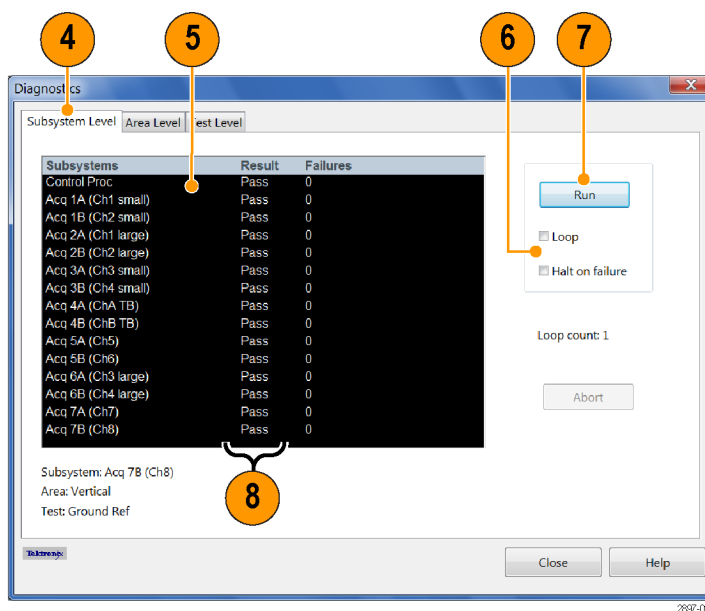 4 5 6 7
Diagnostics
Subsystem Level Area Level Test Level
Subsystems Result Failures
Control Proc Pass 0
Acq 1A (Ch1 small) Pass 0
Acq 1B (Ch2 small) Pass 0
Acq 2A (Ch1 large) Pass 0
Acq 2B (Ch2 large) Pass 0
Acq 3A (Ch3 small) Pass 0
Acq 3B (Ch4 small) Pass 0
Acq 4A (ChA TB) Pass 0
Acq 4B (ChB TB) Pass 0
Acq 5A (Ch5) Pass 0
Acq 5B (Ch6) Pass 0
Acq 6A (Ch3 large) Pass 0
Acq 6B (Ch4 large) Pass 0
Acq 7A (Ch7) Pass 0
Acq 7B (Ch8) Pass 0
Run
Loop
Halt on failure
Loop count: 1
Abort
8
Subsystem: Acq 7B (Ch8)
Area: Vertical
Test: Ground Ref
Tektronix
Close Help